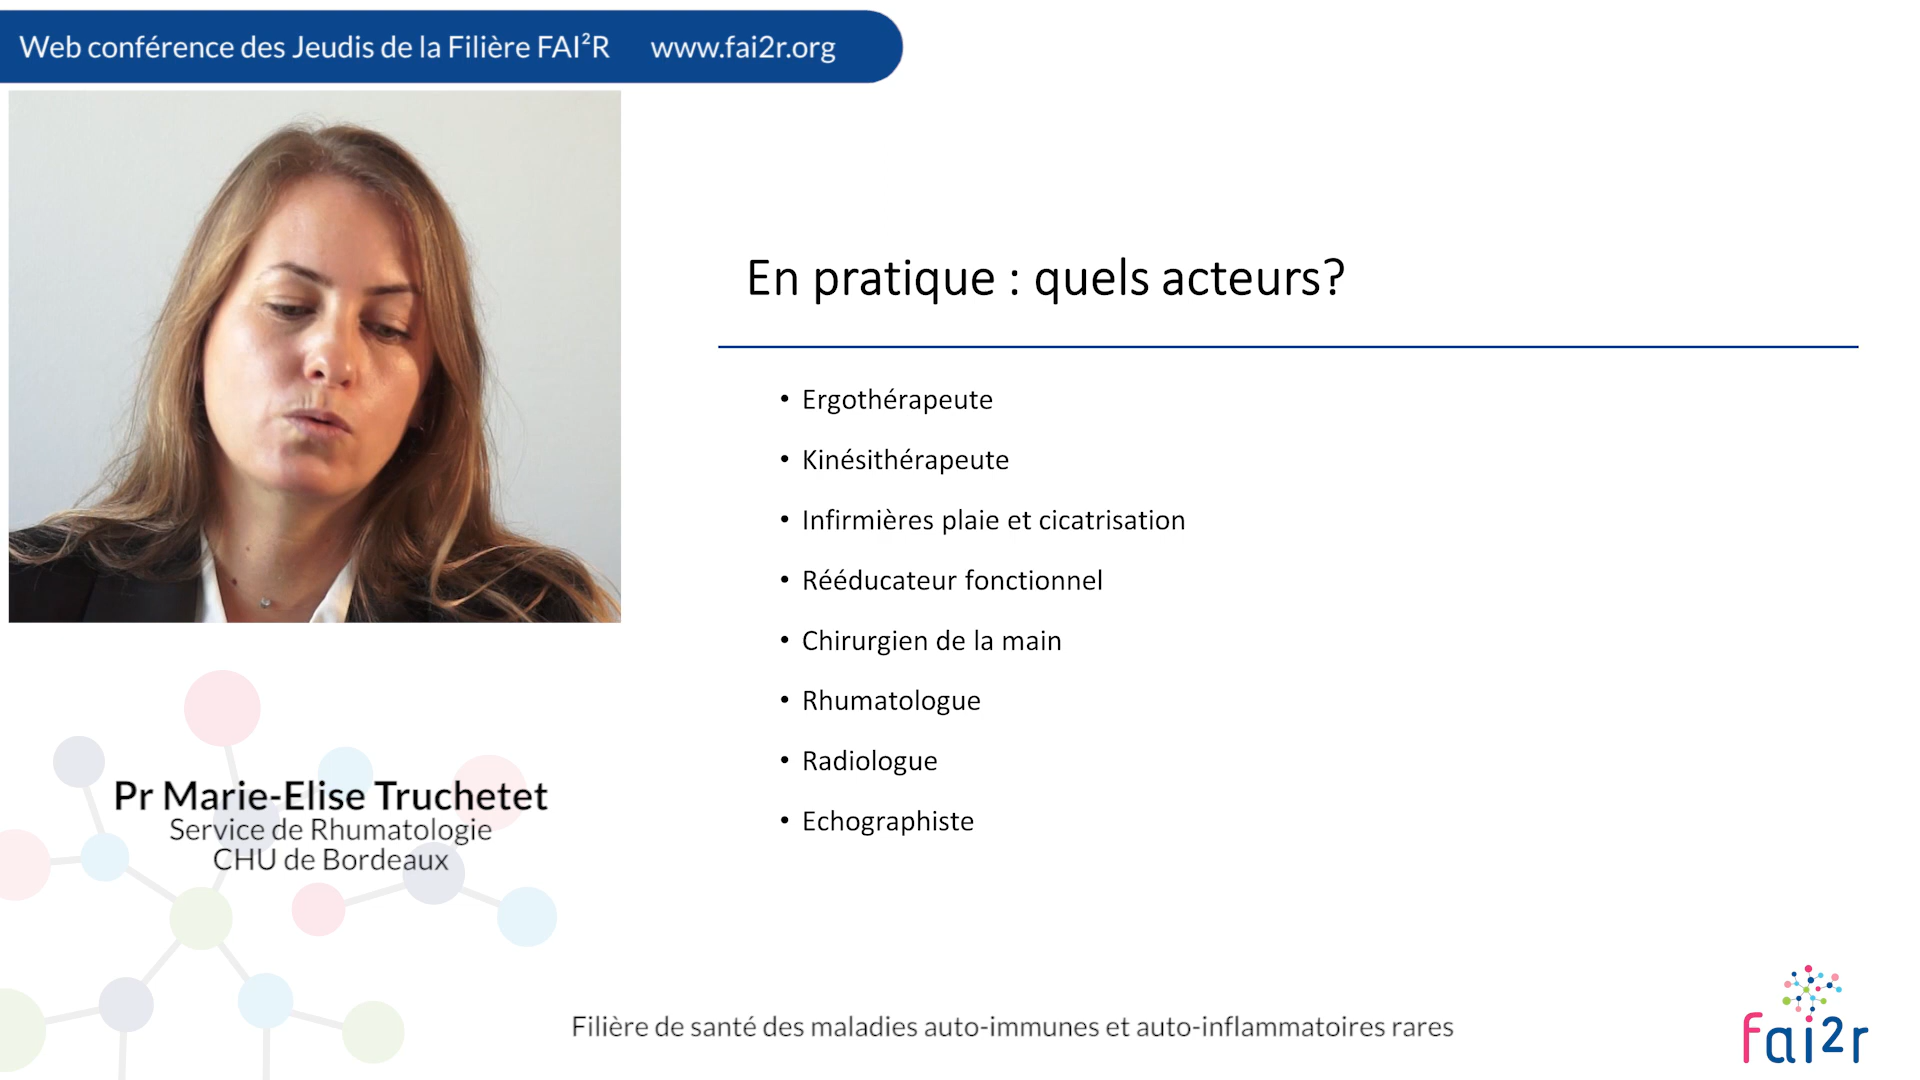 Web conférence des Jeudis de la Filière FAI²R www.fai2r.org
En pratique : quels acteurs?
• Ergothérapeute
• Kinésithérapeute
• Infirmières plaie et cicatrisation
• Rééducateur fonctionnel
• Chirurgien de la main
• Rhumatologue
• Radiologue
• Echographiste
Pr Marie-Elise Truchetet
Service de Rhumatologie
CHU de Bordeaux
Filière de santé des maladies auto-immunes et auto-inflammatoires rares
fai2r